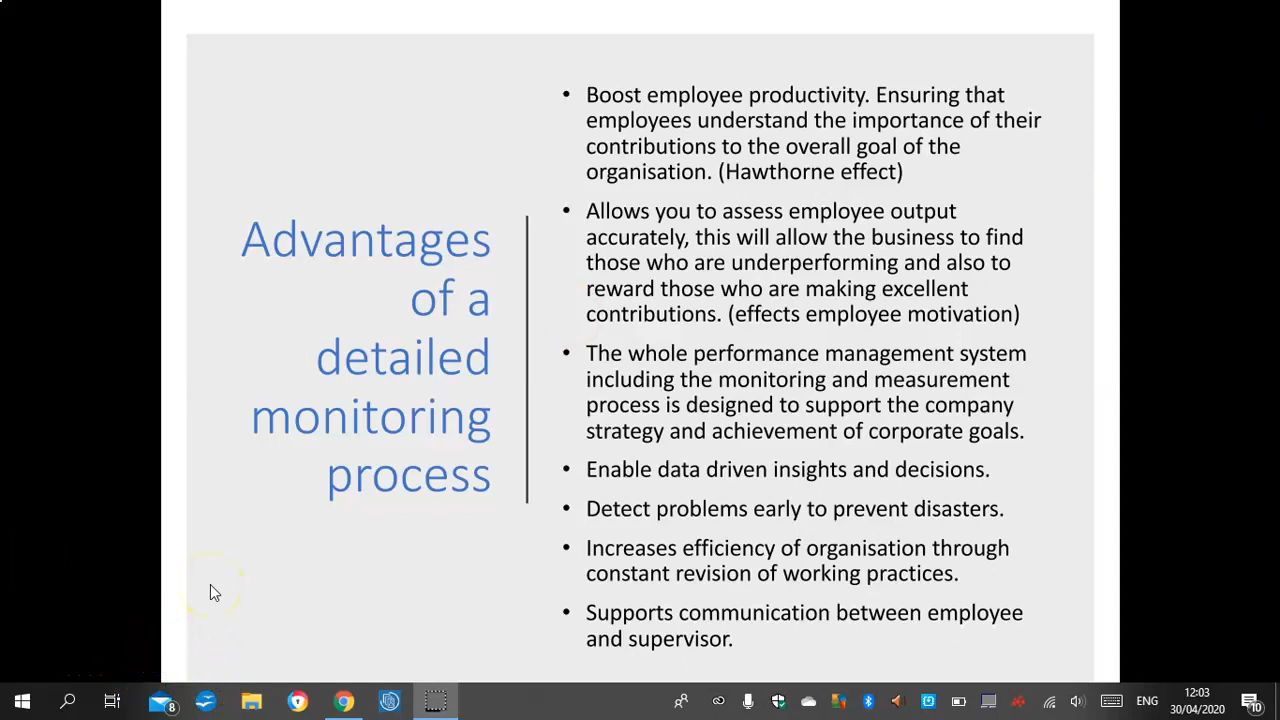 Advantages
of a
detailed
monitoring
process
• Boost employee productivity. Ensuring that
employees understand the importance of their
contributions to the overall goal of the
organisation. (Hawthorne effect)
• Allows you to assess employee output
accurately, this will allow the business to find
those who are underperforming and also to
reward those who are making excellent
contributions. (effects employee motivation)
• The whole performance management system
including the monitoring and measurement
process is designed to support the company
strategy and achievement of corporate goals.
• Enable data driven insights and decisions.
• Detect problems early to prevent disasters.
• Increases efficiency of organisation through
constant revision of working practices.
• Supports communication between employee
and supervisor.
8
ENG
12:03
30/04/2020
10